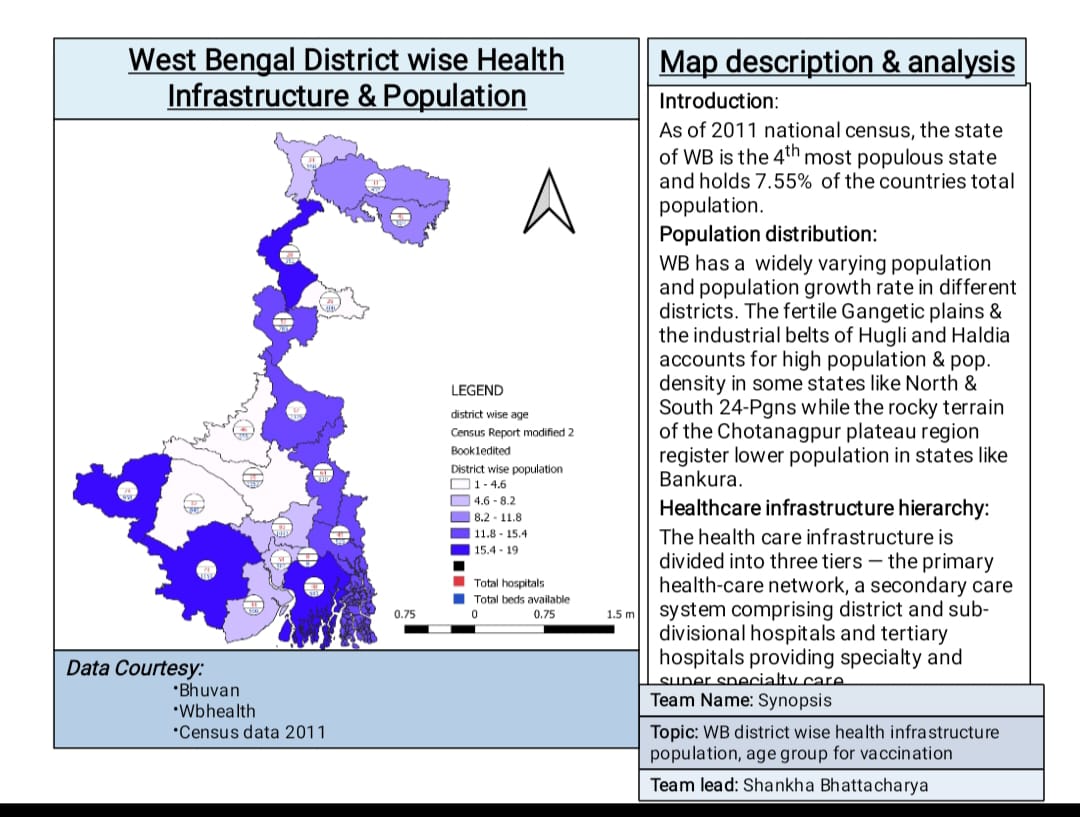 West Bengal District wise Health
Infrastructure & Population
LEGEND
district wise age
Census Report modified 2
Book1edited
District wise population
1 - 4.6
4.6 - 8.2
8.2 - 11.8
11.8 - 15.4
15.4 - 19
Total hospitals
Total beds available
0.75 0 0.75 1.5 m
Data Courtesy:
•Bhuvan
•Wbhealth
•Census data 2011
Map description & analysis
Introduction:
As of 2011 national census, the state
of WB is the 4th most populous state
and holds 7.55% of the countries total
population.
Population distribution:
WB has a widely varying population
and population growth rate in different
districts. The fertile Gangetic plains &
the industrial belts of Hugli and Haldia
accounts for high population & pop.
density in some states like North &
South 24-Pgns while the rocky terrain
of the Chotanagpur plateau region
register lower population in states like
Bankura.
Healthcare infrastructure hierarchy:
The health care infrastructure is
divided into three tiers — the primary
health-care network, a secondary care
system comprising district and sub-
divisional hospitals and tertiary
hospitals providing specialty and
super specialty care
Team Name: Synopsis
Topic: WB district wise health infrastructure
population, age group for vaccination
Team lead: Shankha Bhattacharya